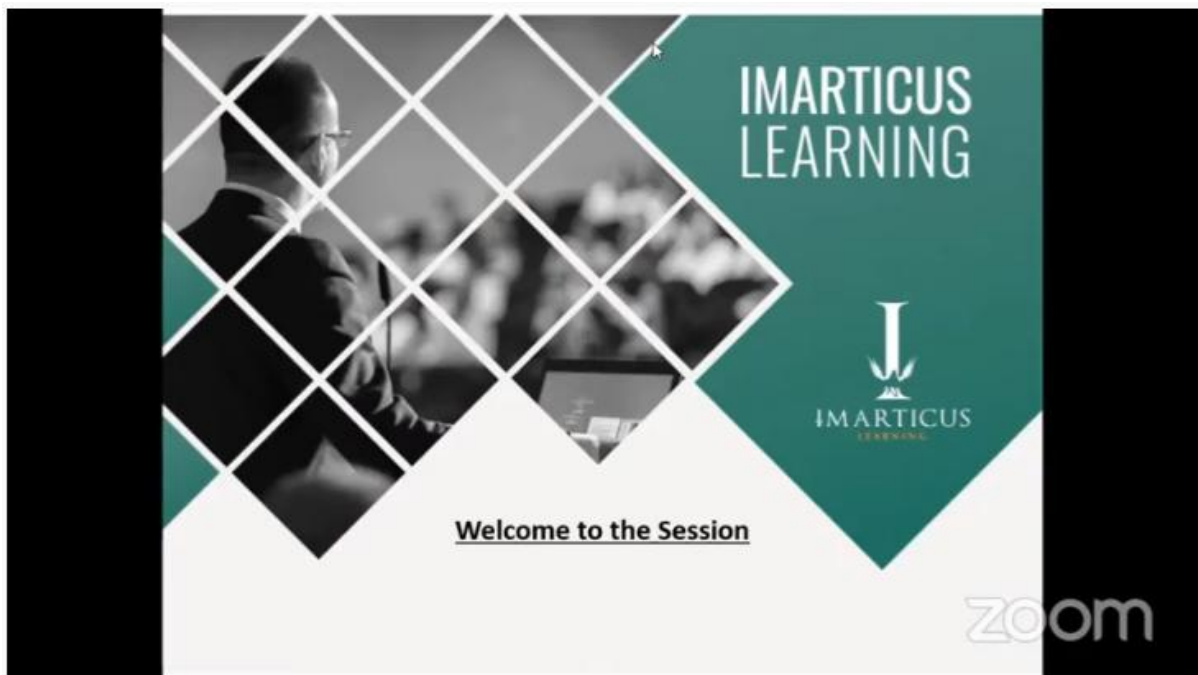 IMARTICUS
LEARNING
IMARTICUS
LEARNING
Welcome to the Session
zoom